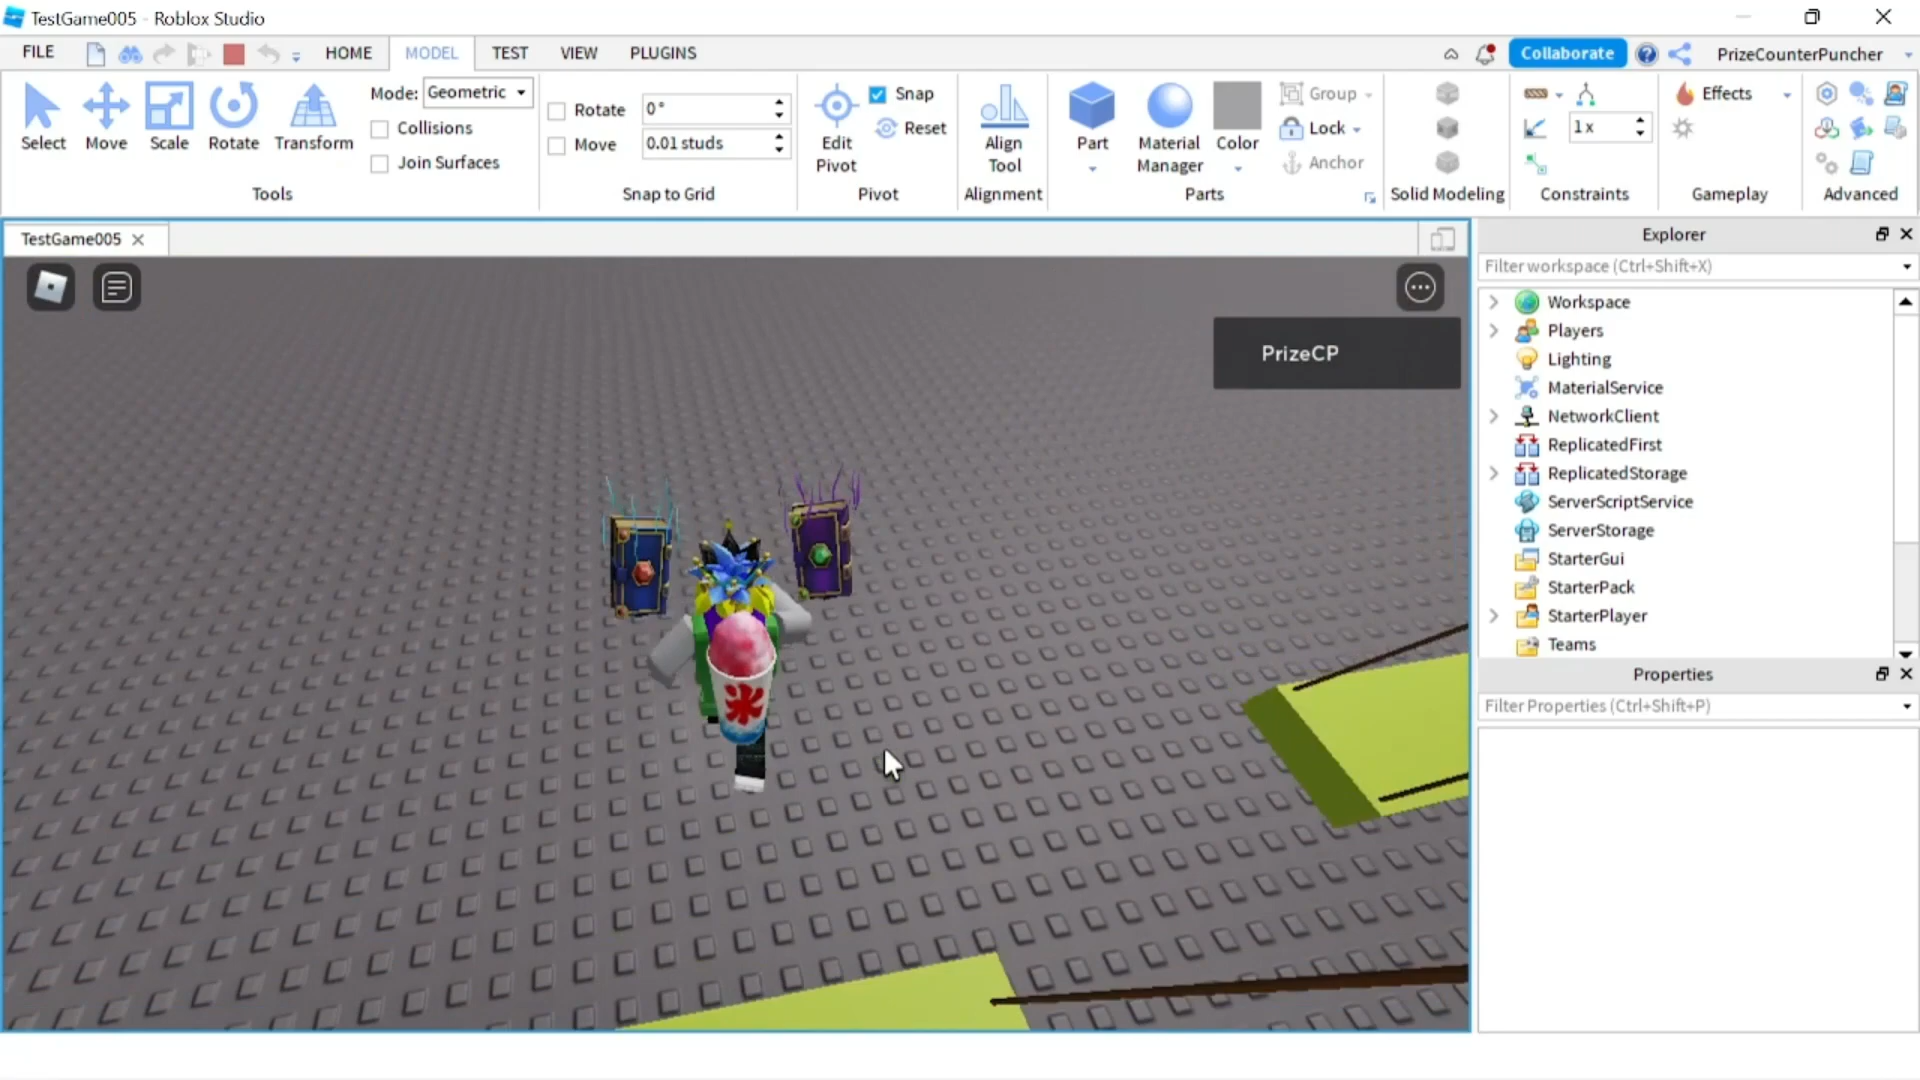 TestGame005 - Roblox Studio
FILE HOME MODEL TEST VIEW PLUGINS Collaborate PrizeCounterPuncher
Select Move Scale Rotate Transform
Mode: Geometric
Collisions
Join Surfaces
Tools
Rotate 0°
Move 0.01 studs
Snap to Grid
Edit Pivot
Snap
Reset
Pivot
Align Tool
Alignment
Part
Material Manager
Color
Group
Lock
Anchor
Parts
Solid Modeling
1x
Constraints
Effects
Gameplay
Advanced
TestGame005
PrizeCP
氷
Explorer
Filter workspace (Ctrl+Shift+X)
Workspace
Players
Lighting
MaterialService
NetworkClient
ReplicatedFirst
ReplicatedStorage
ServerScriptService
ServerStorage
StarterGui
StarterPack
StarterPlayer
Teams
Properties
Filter Properties (Ctrl+Shift+P)